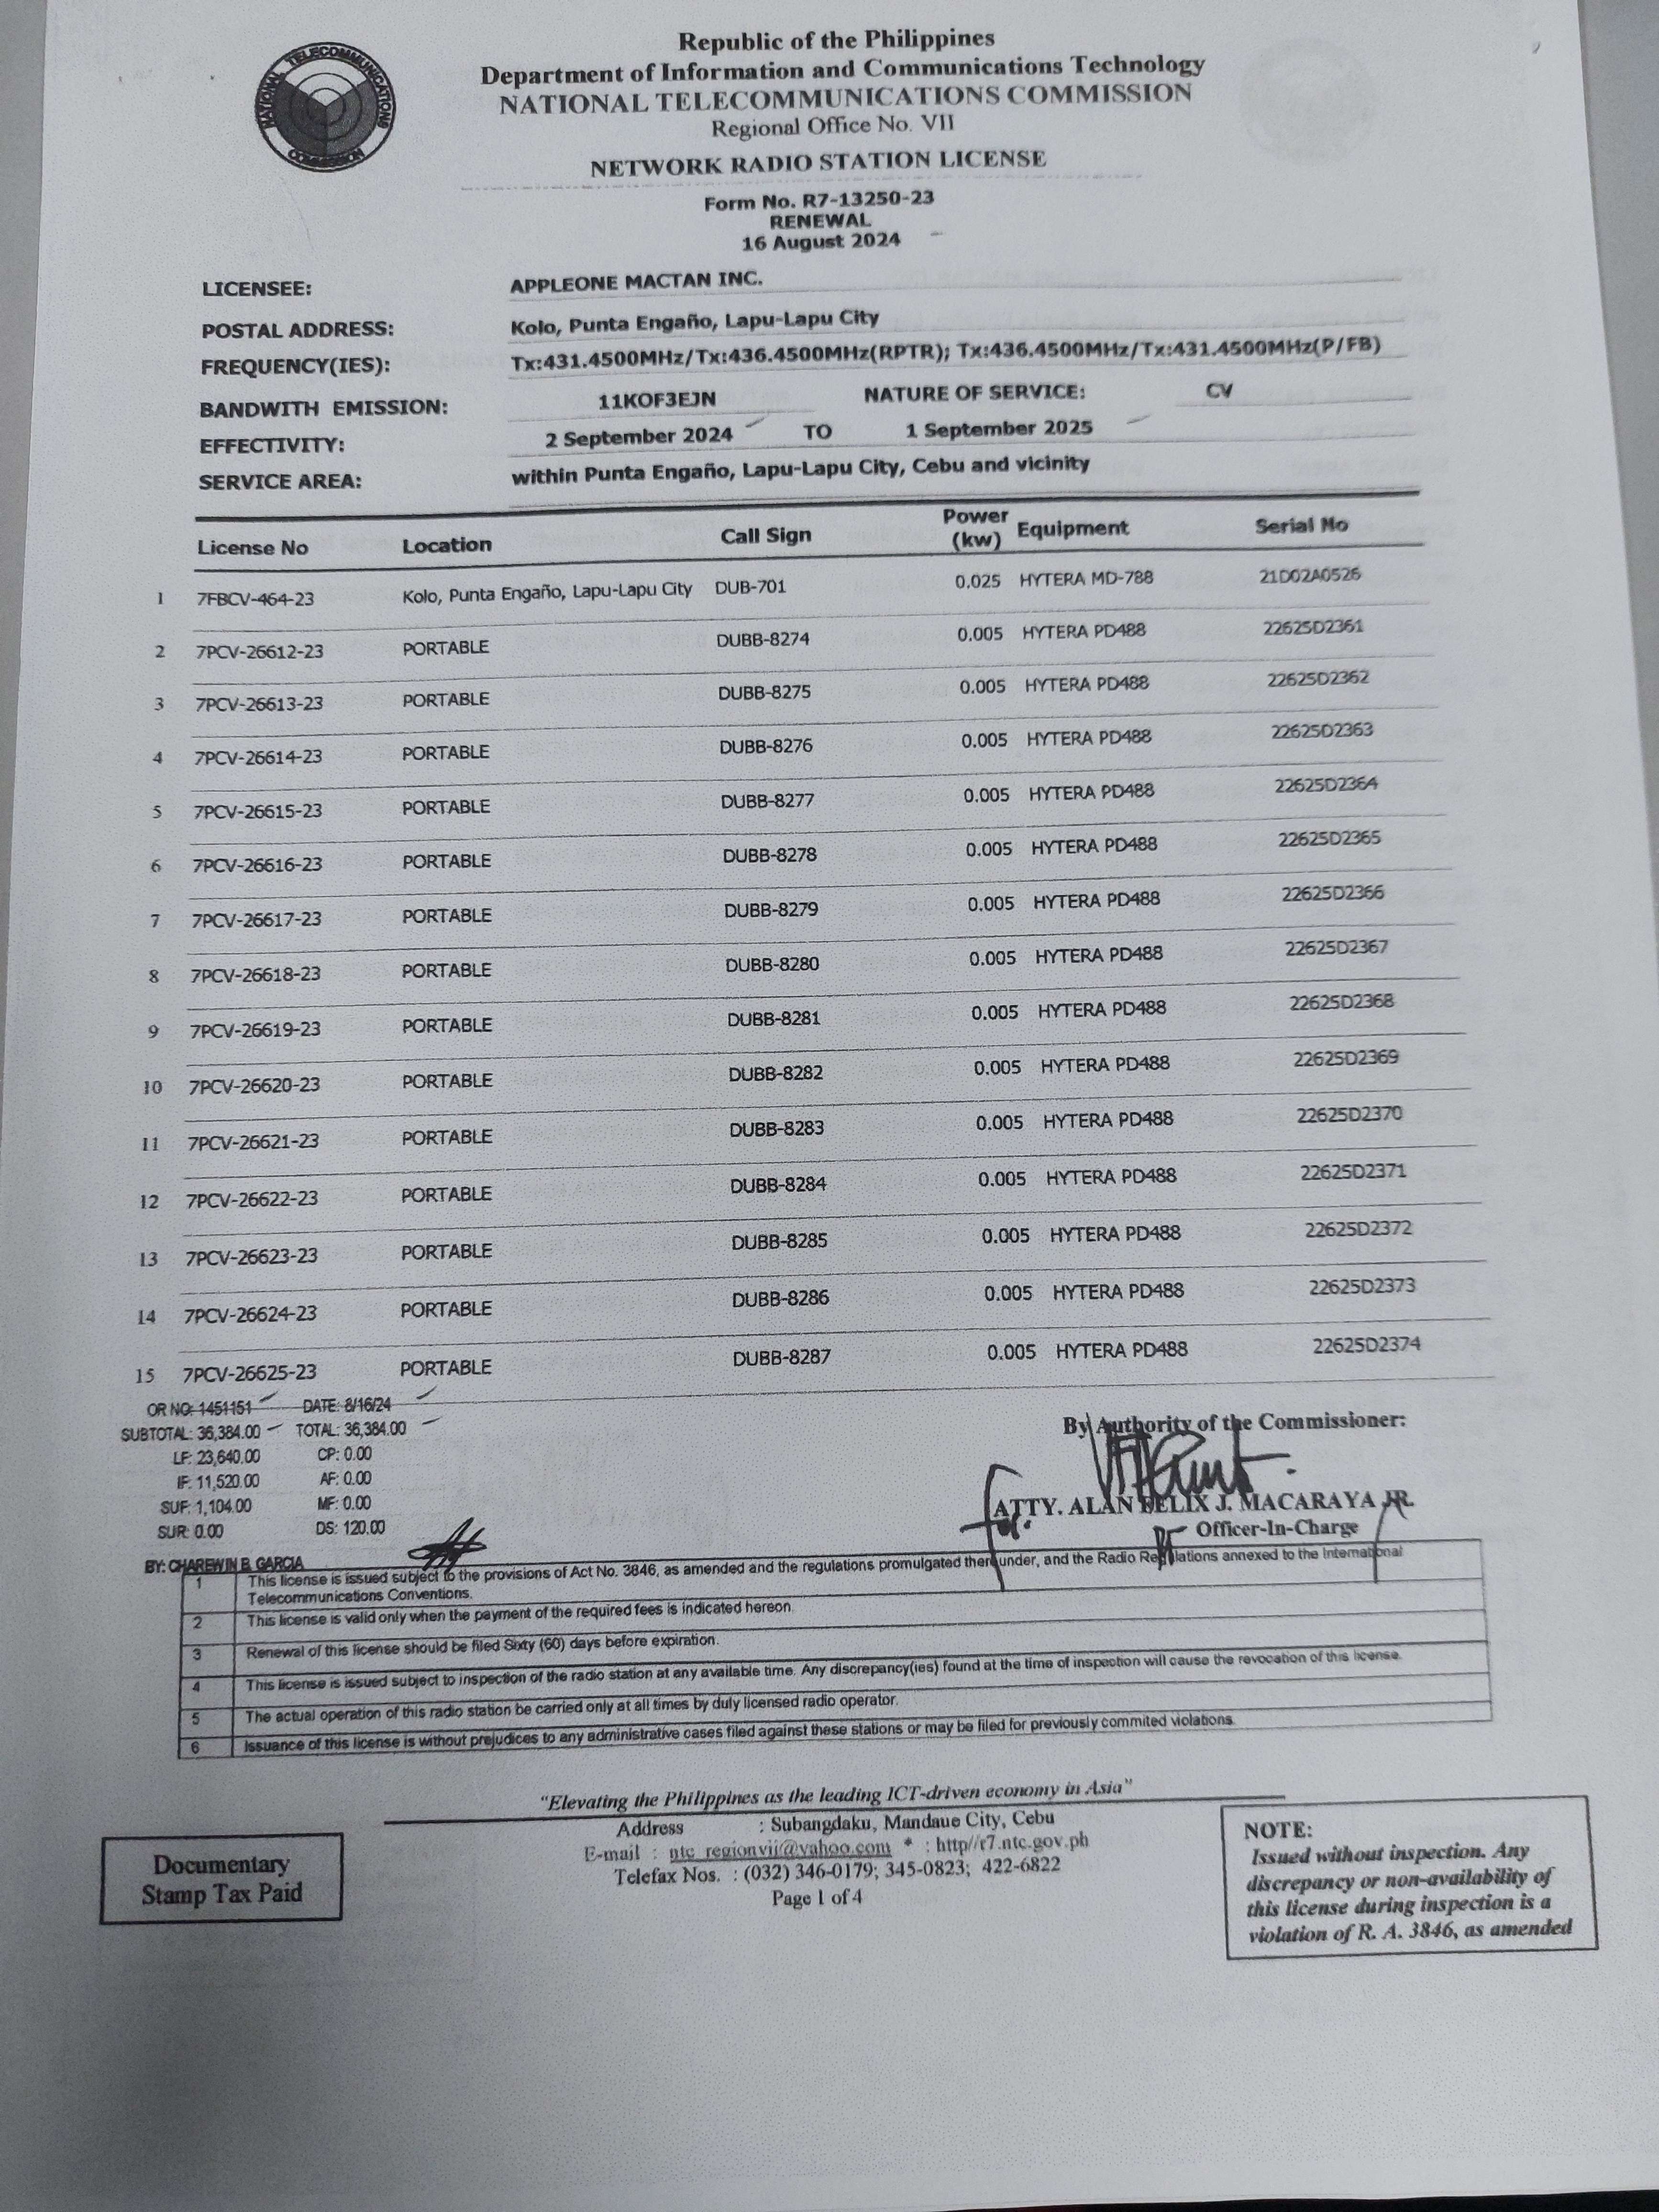 NATIONAL TELECOMMUNICATIONS COMMISSION
Republic of the Philippines
Department of Information and Communications Technology
NATIONAL TELECOMMUNICATIONS COMMISSION
Regional Office No. VII
NETWORK RADIO STATION LICENSE
Form No. R7-13250-23
RENEWAL
16 August 2024
LICENSEE: APPLEONE MACTAN INC.
POSTAL ADDRESS: Kolo, Punta Engaño, Lapu-Lapu City
FREQUENCY(IES): Tx:431.4500MHz/Tx:436.4500MHz(RPTR); Tx:436.4500MHz/Tx:431.4500MHz(P/FB)
BANDWITH EMISSION: 11KOF3EJN NATURE OF SERVICE: CV
EFFECTIVITY: 2 September 2024 TO 1 September 2025
SERVICE AREA: within Punta Engaño, Lapu-Lapu City, Cebu and vicinity
License No Location Call Sign Power (kw) Equipment Serial No
1 7FBCV-464-23 Kolo, Punta Engaño, Lapu-Lapu City DUB-701 0.025 HYTERA MD-788 21D02A0526
2 7PCV-26612-23 PORTABLE DUBB-8274 0.005 HYTERA PD488 22625D2361
3 7PCV-26613-23 PORTABLE DUBB-8275 0.005 HYTERA PD488 22625D2362
4 7PCV-26614-23 PORTABLE DUBB-8276 0.005 HYTERA PD488 22625D2363
5 7PCV-26615-23 PORTABLE DUBB-8277 0.005 HYTERA PD488 22625D2364
6 7PCV-26616-23 PORTABLE DUBB-8278 0.005 HYTERA PD488 22625D2365
7 7PCV-26617-23 PORTABLE DUBB-8279 0.005 HYTERA PD488 22625D2366
8 7PCV-26618-23 PORTABLE DUBB-8280 0.005 HYTERA PD488 22625D2367
9 7PCV-26619-23 PORTABLE DUBB-8281 0.005 HYTERA PD488 22625D2368
10 7PCV-26620-23 PORTABLE DUBB-8282 0.005 HYTERA PD488 22625D2369
11 7PCV-26621-23 PORTABLE DUBB-8283 0.005 HYTERA PD488 22625D2370
12 7PCV-26622-23 PORTABLE DUBB-8284 0.005 HYTERA PD488 22625D2371
13 7PCV-26623-23 PORTABLE DUBB-8285 0.005 HYTERA PD488 22625D2372
14 7PCV-26624-23 PORTABLE DUBB-8286 0.005 HYTERA PD488 22625D2373
15 7PCV-26625-23 PORTABLE DUBB-8287 0.005 HYTERA PD488 22625D2374
OR NO: 1451151 DATE: 8/16/24
SUBTOTAL: 36,384.00 TOTAL: 36,384.00
LF: 23,640.00 CP: 0.00
IF: 11,520.00 AF: 0.00
SUF: 1,104.00 MF: 0.00
SUR: 0.00 DS: 120.00
BY: CHAREWIN B. GARCIA
By Authority of the Commissioner:
for:
ATTY. ALAN FELIX J. MACARAYA JR.
Officer-In-Charge
1 This license is issued subject to the provisions of Act No. 3846, as amended and the regulations promulgated thereunder, and the Radio Regulations annexed to the International
Telecommunications Conventions.
2 This license is valid only when the payment of the required fees is indicated hereon.
3 Renewal of this license should be filed Sixty (60) days before expiration.
4 This license is issued subject to inspection of the radio station at any available time. Any discrepancy(ies) found at the time of inspection will cause the revocation of this license.
5 The actual operation of this radio station be carried only at all times by duly licensed radio operator.
6 Issuance of this license is without prejudices to any administrative cases filed against these stations or may be filed for previously commited violations.
"Elevating the Philippines as the leading ICT-driven economy in Asia"
Address : Subangdaku, Mandaue City, Cebu
E-mail : ntc_regionvii@yahoo.com * : http//r7.ntc.gov.ph
Telefax Nos. : (032) 346-0179; 345-0823; 422-6822
Page 1 of 4
Documentary
Stamp Tax Paid
NOTE:
Issued without inspection. Any
discrepancy or non-availability of
this license during inspection is a
violation of R. A. 3846, as amended